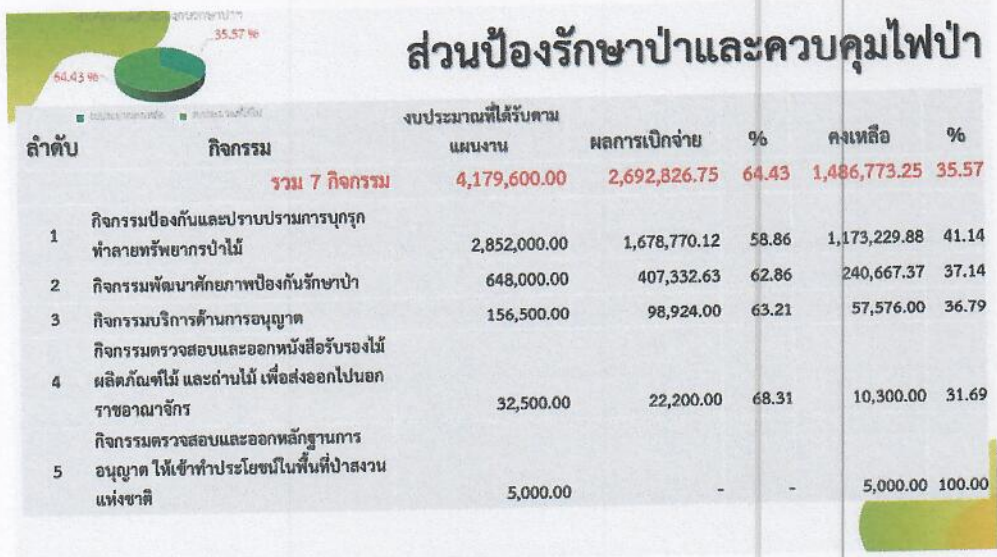 35.57 %
64.43 %
ส่วนป้องรักษาป่าและควบคุมไฟป่า
ลำดับ กิจกรรม งบประมาณที่ได้รับตาม
แผนงาน ผลการเบิกจ่าย % คงเหลือ %
รวม 7 กิจกรรม 4,179,600.00 2,692,826.75 64.43 1,486,773.25 35.57
1 กิจกรรมป้องกันและปราบปรามการบุกรุก
ทำลายทรัพยากรป่าไม้ 2,852,000.00 1,678,770.12 58.86 1,173,229.88 41.14
2 กิจกรรมพัฒนาศักยภาพป้องกันรักษาป่า 648,000.00 407,332.63 62.86 240,667.37 37.14
3 กิจกรรมบริการด้านการอนุญาต 156,500.00 98,924.00 63.21 57,576.00 36.79
กิจกรรมตรวจสอบและออกหนังสือรับรองไม้
4 ผลิตภัณฑ์ไม้ และถ่านไม้ เพื่อส่งออกไปนอก
ราชอาณาจักร 32,500.00 22,200.00 68.31 10,300.00 31.69
กิจกรรมตรวจสอบและออกหลักฐานการ
5 อนุญาต ให้เข้าทำประโยชน์ในพื้นที่ป่าสงวน
แห่งชาติ 5,000.00 - - 5,000.00 100.00